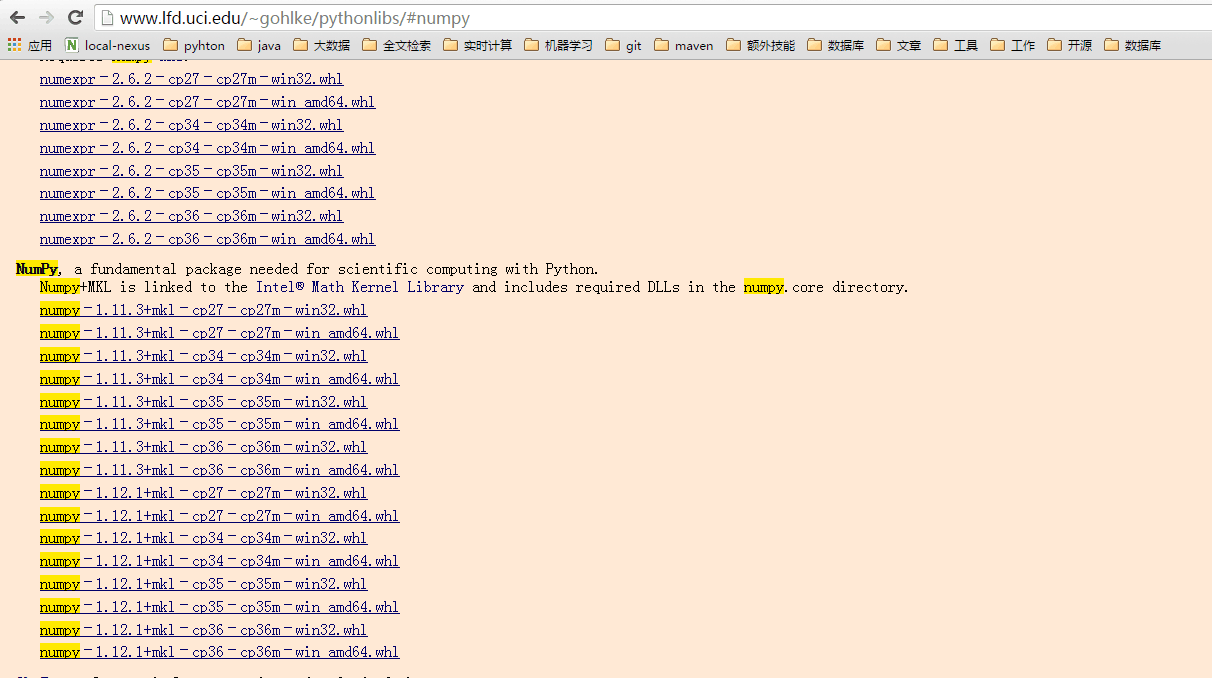 www.lfd.uci.edu/~gohlke/pythonlibs/#numpy
应用 local-nexus pyhton java 大数据 全文检索 实时计算 机器学习 git maven 额外技能 数据库 文章 工具 工作 开源 数据库
numexpr-2.6.2-cp27-cp27m-win32.whl
numexpr-2.6.2-cp27-cp27m-win_amd64.whl
numexpr-2.6.2-cp34-cp34m-win32.whl
numexpr-2.6.2-cp34-cp34m-win_amd64.whl
numexpr-2.6.2-cp35-cp35m-win32.whl
numexpr-2.6.2-cp35-cp35m-win_amd64.whl
numexpr-2.6.2-cp36-cp36m-win32.whl
numexpr-2.6.2-cp36-cp36m-win_amd64.whl
NumPy, a fundamental package needed for scientific computing with Python.
Numpy+MKL is linked to the Intel® Math Kernel Library and includes required DLLs in the numpy.core directory.
numpy-1.11.3+mkl-cp27-cp27m-win32.whl
numpy-1.11.3+mkl-cp27-cp27m-win_amd64.whl
numpy-1.11.3+mkl-cp34-cp34m-win32.whl
numpy-1.11.3+mkl-cp34-cp34m-win_amd64.whl
numpy-1.11.3+mkl-cp35-cp35m-win32.whl
numpy-1.11.3+mkl-cp35-cp35m-win_amd64.whl
numpy-1.11.3+mkl-cp36-cp36m-win32.whl
numpy-1.11.3+mkl-cp36-cp36m-win_amd64.whl
numpy-1.12.1+mkl-cp27-cp27m-win32.whl
numpy-1.12.1+mkl-cp27-cp27m-win_amd64.whl
numpy-1.12.1+mkl-cp34-cp34m-win32.whl
numpy-1.12.1+mkl-cp34-cp34m-win_amd64.whl
numpy-1.12.1+mkl-cp35-cp35m-win32.whl
numpy-1.12.1+mkl-cp35-cp35m-win_amd64.whl
numpy-1.12.1+mkl-cp36-cp36m-win32.whl
numpy-1.12.1+mkl-cp36-cp36m-win_amd64.whl